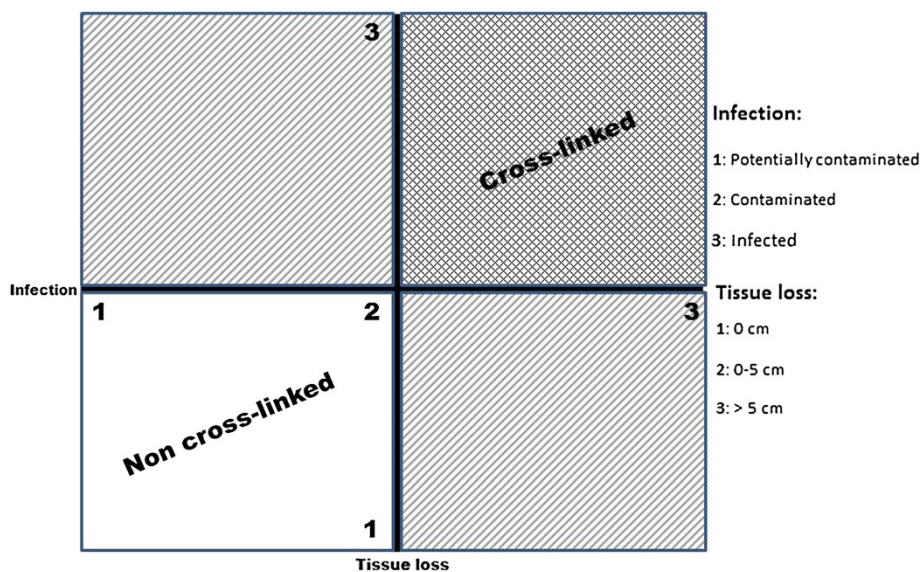 3
Cross-linked
Infection:
1: Potentially contaminated
2: Contaminated
3: Infected
Infection
1
2
3
Tissue loss:
1: 0 cm
2: 0-5 cm
3: > 5 cm
Non cross-linked
1
Tissue loss